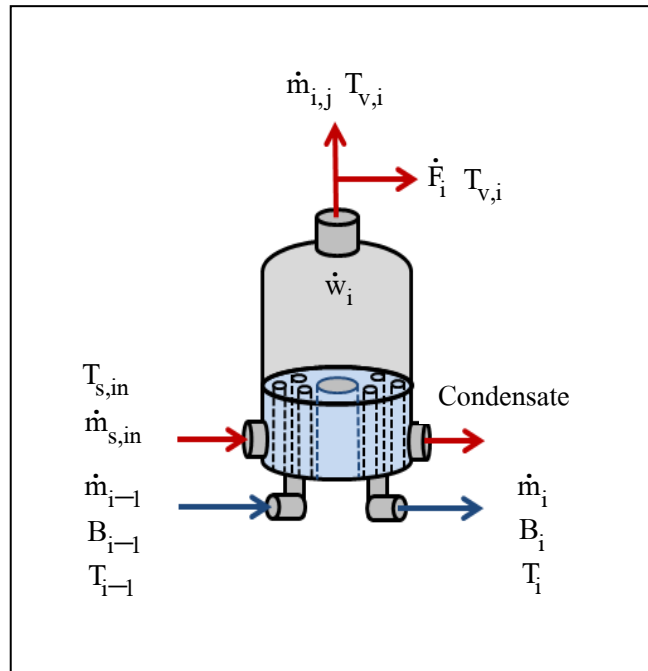 ṁi,j Tv,i
Ḟi Tv,i
ẇi
Ts,in
ṁs,in
Condensate
ṁi–1
Bi–1
Ti–1
ṁi
Bi
Ti